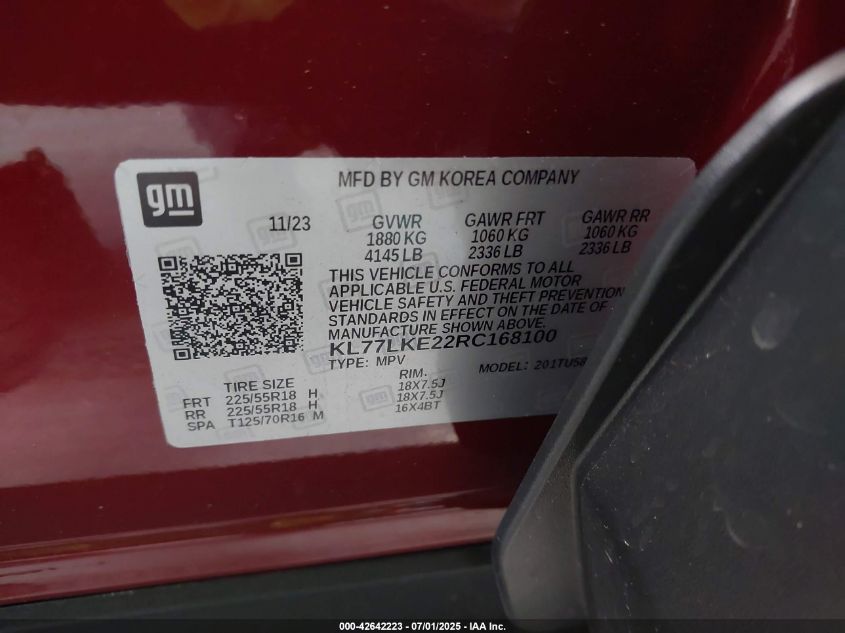 gm
MFD BY GM KOREA COMPANY
11/23
GVWR GAWR FRT GAWR RR
1880 KG 1060 KG 1060 KG
4145 LB 2336 LB 2336 LB
THIS VEHICLE CONFORMS TO ALL
APPLICABLE U.S. FEDERAL MOTOR
VEHICLE SAFETY AND THEFT PREVENTION
STANDARDS IN EFFECT ON THE DATE OF
MANUFACTURE SHOWN ABOVE.
KL77LKE22RC168100
TYPE: MPV MODEL: 201TU58
TIRE SIZE RIM.
FRT 225/55R18 H 18X7.5J
RR 225/55R18 H 18X7.5J
SPA T125/70R16 M 16X4BT
000-42642223 - 07/01/2025 - IAA Inc.